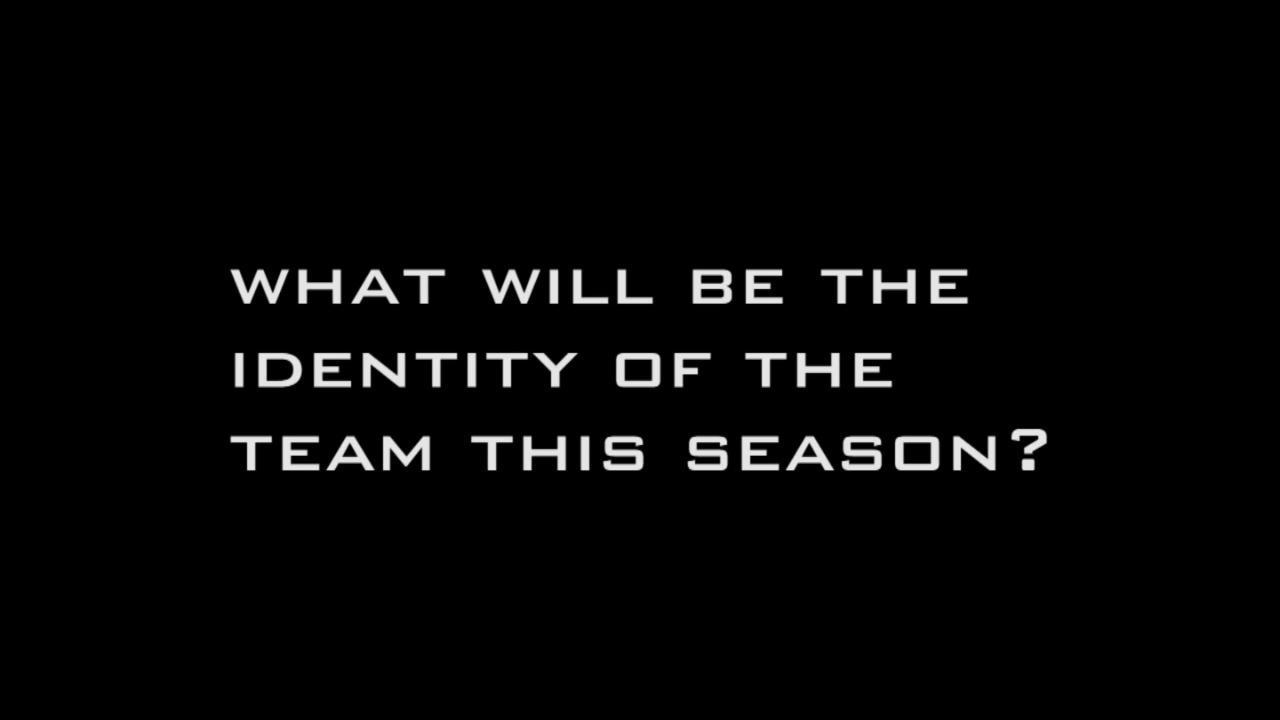 WHAT WILL BE THE
IDENTITY OF THE
TEAM THIS SEASON?